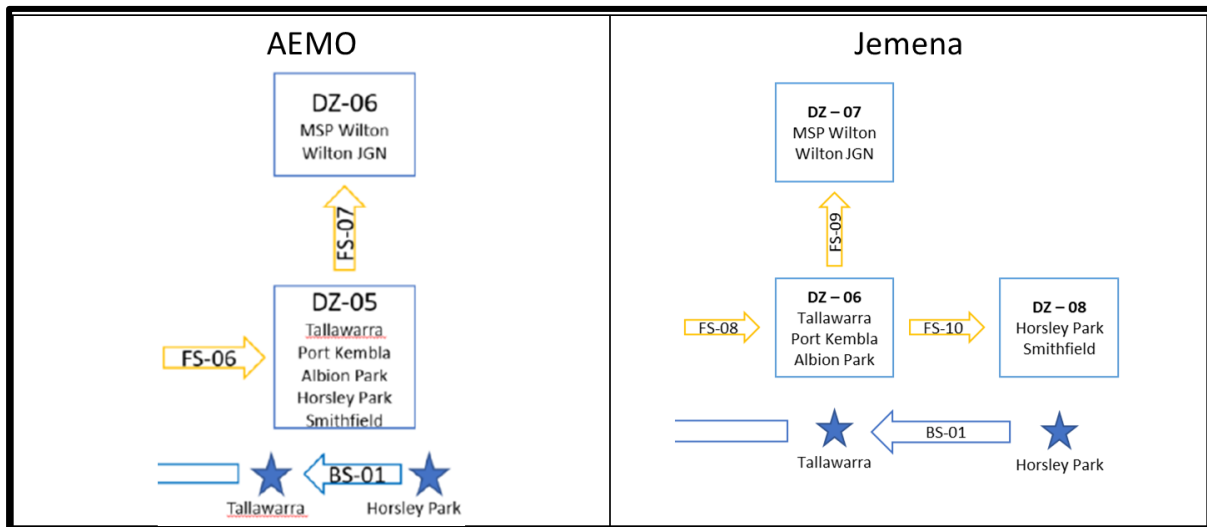 AEMO
DZ-06
MSP Wilton
Wilton JGN
FS-07
DZ-05
Tallawarra
Port Kembla
Albion Park
Horsley Park
Smithfield
FS-06
BS-01
Tallawarra
Horsley Park
Jemena
DZ – 07
MSP Wilton
Wilton JGN
FS-09
FS-08
DZ – 06
Tallawarra
Port Kembla
Albion Park
FS-10
DZ – 08
Horsley Park
Smithfield
BS-01
Tallawarra
Horsley Park